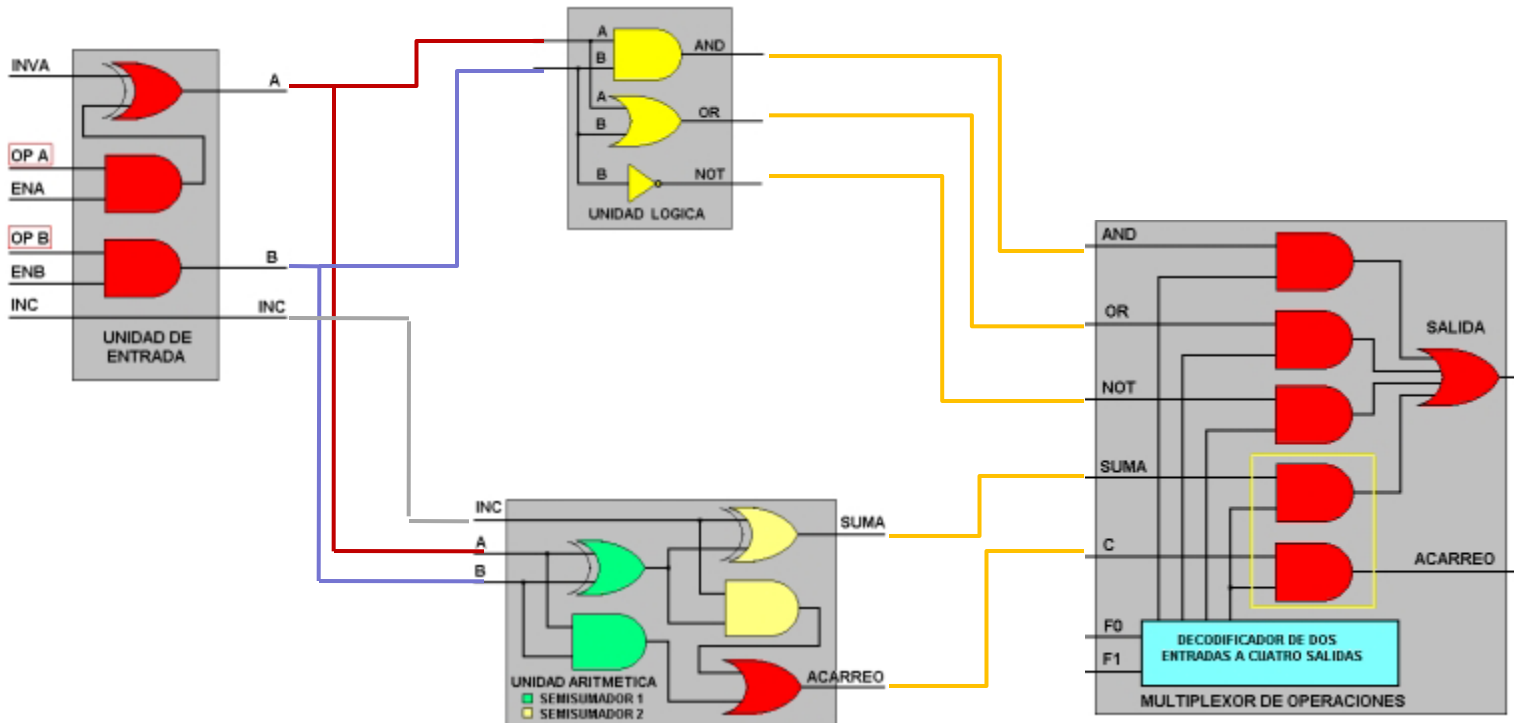 INVA
A
OP A
ENA
OP B
B
ENB
INC
INC
UNIDAD DE
ENTRADA
A
AND
B
A
OR
B
B
NOT
UNIDAD LOGICA
INC
SUMA
A
B
UNIDAD ARITMETICA
ACARREO
SEMISUMADOR 1
SEMISUMADOR 2
AND
OR
SALIDA
NOT
SUMA
C
ACARREO
F0
F1
DECODIFICADOR DE DOS
ENTRADAS A CUATRO SALIDAS
MULTIPLEXOR DE OPERACIONES